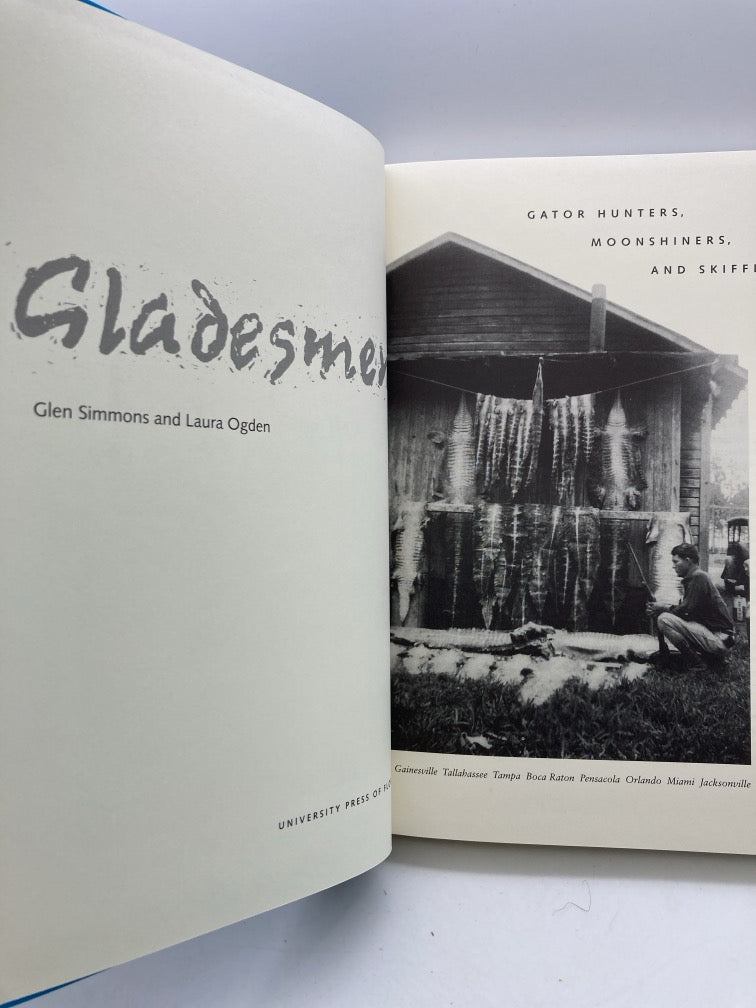 Gladesmen
Glen Simmons and Laura Ogden
UNIVERSITY PRESS OF FLO
GATOR HUNTERS,
MOONSHINERS,
AND SKIFF
Gainesville Tallahassee Tampa Boca Raton Pensacola Orlando Miami Jacksonville